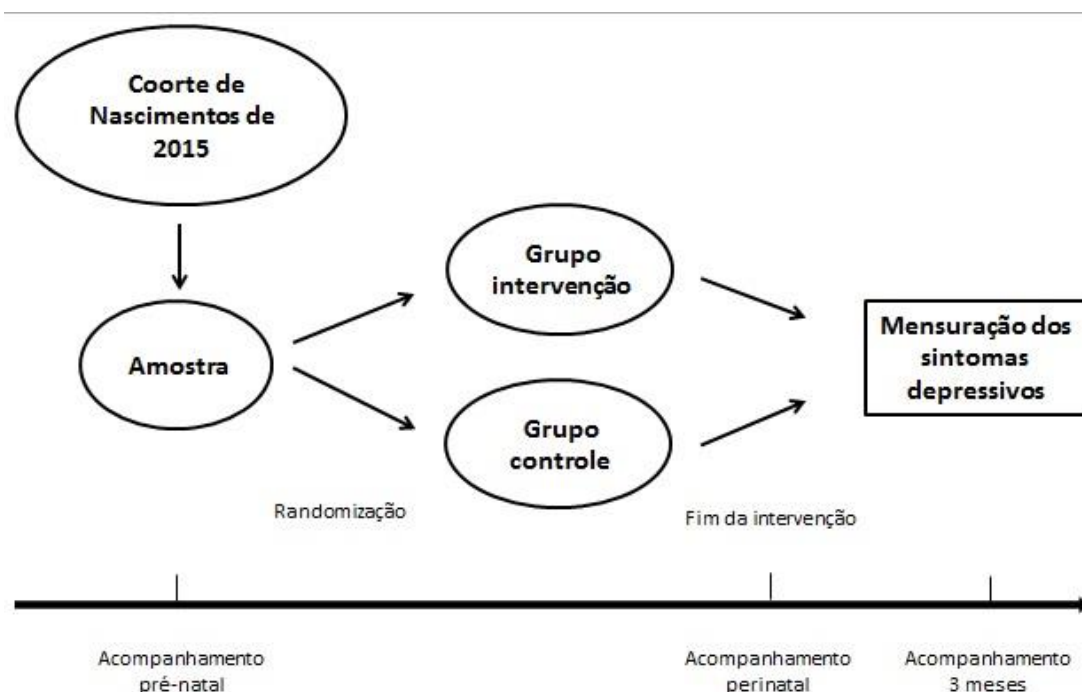 Coorte de
Nascimentos de
2015
Amostra
Grupo
intervenção
Grupo
controle
Mensuração dos
sintomas
depressivos
Randomização
Fim da intervenção
Acompanhamento
pré-natal
Acompanhamento
perinatal
Acompanhamento
3 meses